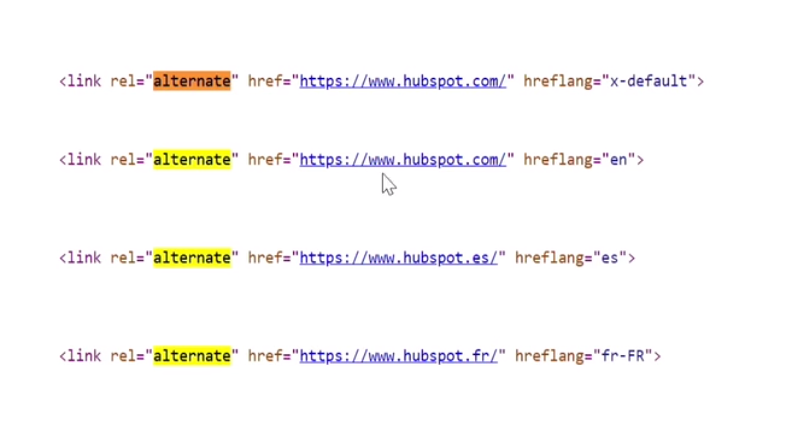 <link rel="alternate" href="https://www.hubspot.com/" hreflang="x-default">
<link rel="alternate" href="https://www.hubspot.com/" hreflang="en">
<link rel="alternate" href="https://www.hubspot.es/" hreflang="es">
<link rel="alternate" href="https://www.hubspot.fr/" hreflang="fr-FR">